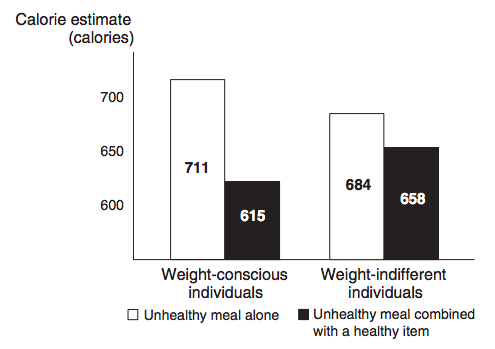 Calorie estimate
(calories)
700
650
600
711
615
684
658
Weight-conscious
individuals
Weight-indifferent
individuals
Unhealthy meal alone
Unhealthy meal combined
with a healthy item